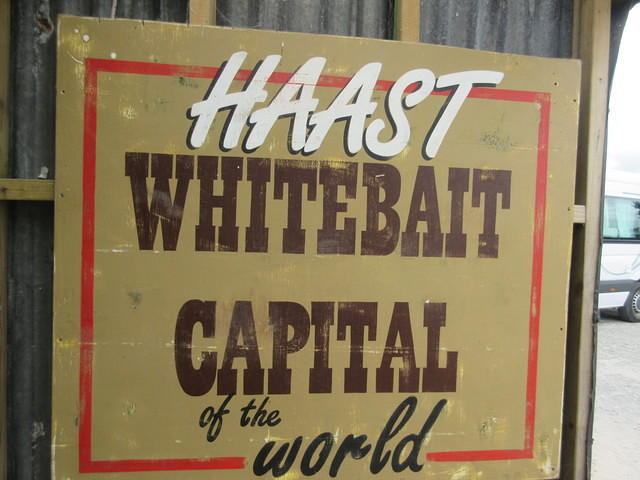 HAAST
WHITEBAIT
CAPITAL
of the
world